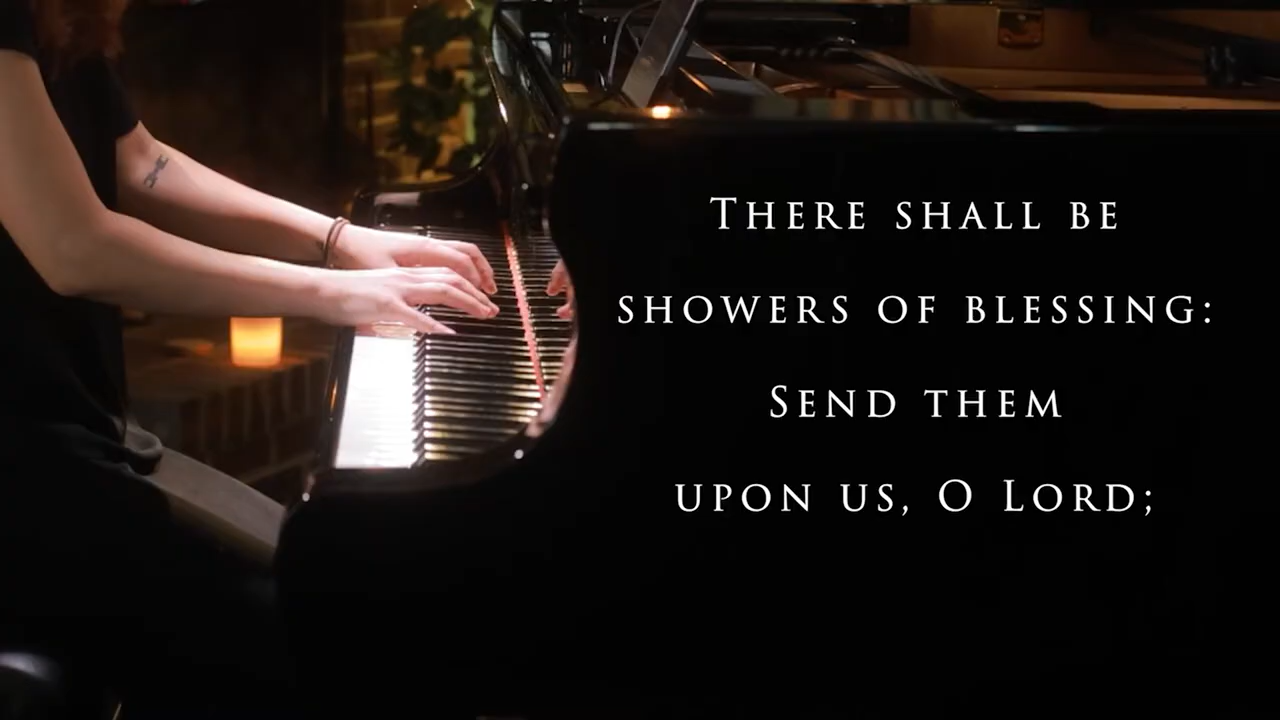 There shall be
showers of blessing:
Send them
upon us, O Lord;